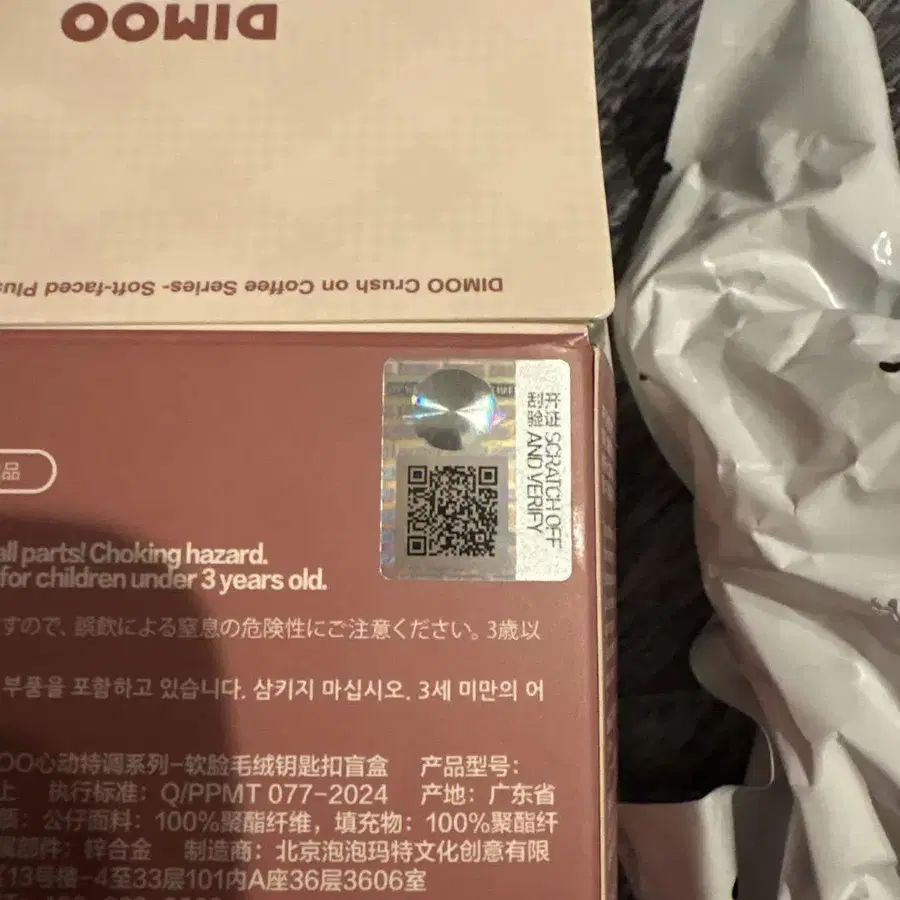 DIMOO
DIMOO Crush on Coffee Series- Soft-faced
品
SCRATCH OFF
AND VERIFY
all parts! Choking hazard.
for children under 3 years old.
すので、誤飲による窒息の危険性にご注意ください。3歳以
부품을 포함하고 있습니다. 삼키지 마십시오. 3세 미만의 어
OO心动特调系列-软脸毛绒钥匙扣盲盒 产品型号:
上 执行标准: Q/PPMT 077-2024 产地: 广东省
质: 公仔面料: 100%聚酯纤维, 填充物: 100%聚酯纤
属部件: 锌合金 制造商: 北京泡泡玛特文化创意有限
区13号楼-4至33层101内A座36层3606室